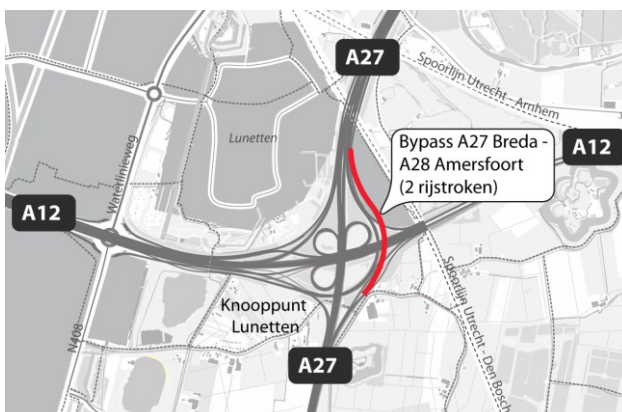 A27
Spoorlijn Utrecht - Arnhem
Waterlinieweg
Lunetten
Bypass A27 Breda -
A28 Amersfoort
(2 rijstroken)
A12
A12
Knooppunt
Lunetten
Spoorlijn Utrecht - Den Bosch
N408
A27